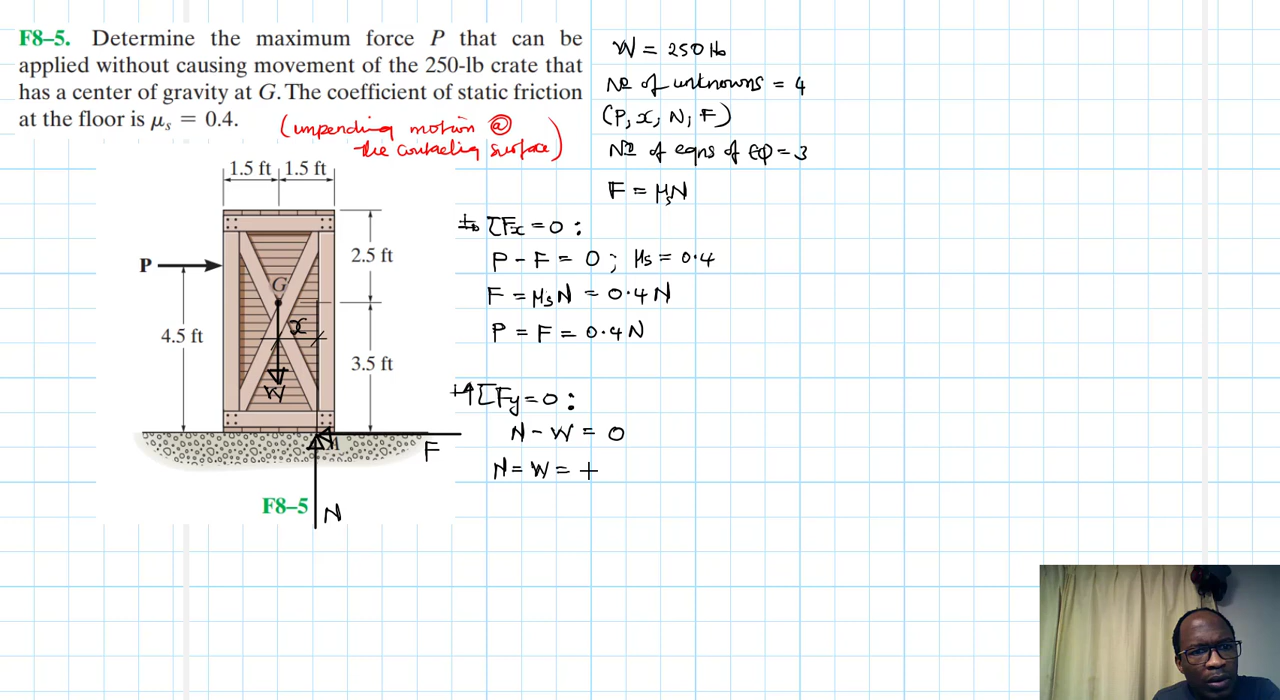 F8–5. Determine the maximum force P that can be
applied without causing movement of the 250-lb crate that
has a center of gravity at G. The coefficient of static friction
at the floor is μs = 0.4.
(impending motion @
the contacting surface)
1.5 ft 1.5 ft
2.5 ft
P
G
x
4.5 ft
3.5 ft
W
F
F8–5
N
W = 250 lb
No of unknowns = 4
(P, x, N, F)
No of eqns of EQ = 3
F = μsN
ΣFx = 0 :
P - F = 0 ; μs = 0.4
F = μsN = 0.4 N
P = F = 0.4 N
+↑ΣFy = 0 :
N - W = 0
N = W = +